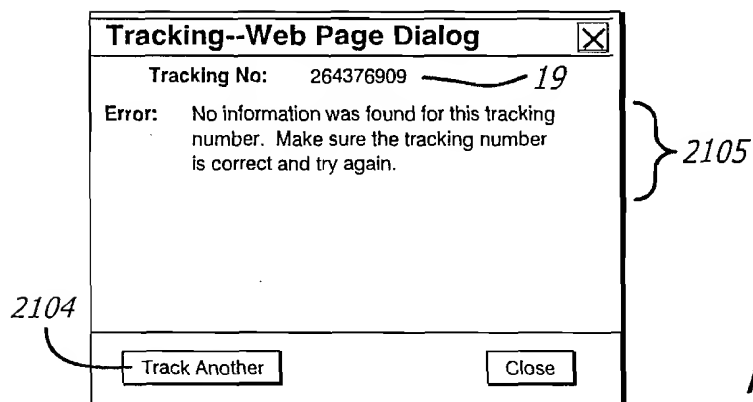 Tracking--Web Page Dialog
Tracking No: 264376909 19
Error: No information was found for this tracking
number. Make sure the tracking number
is correct and try again.
2105
2104
Track Another Close